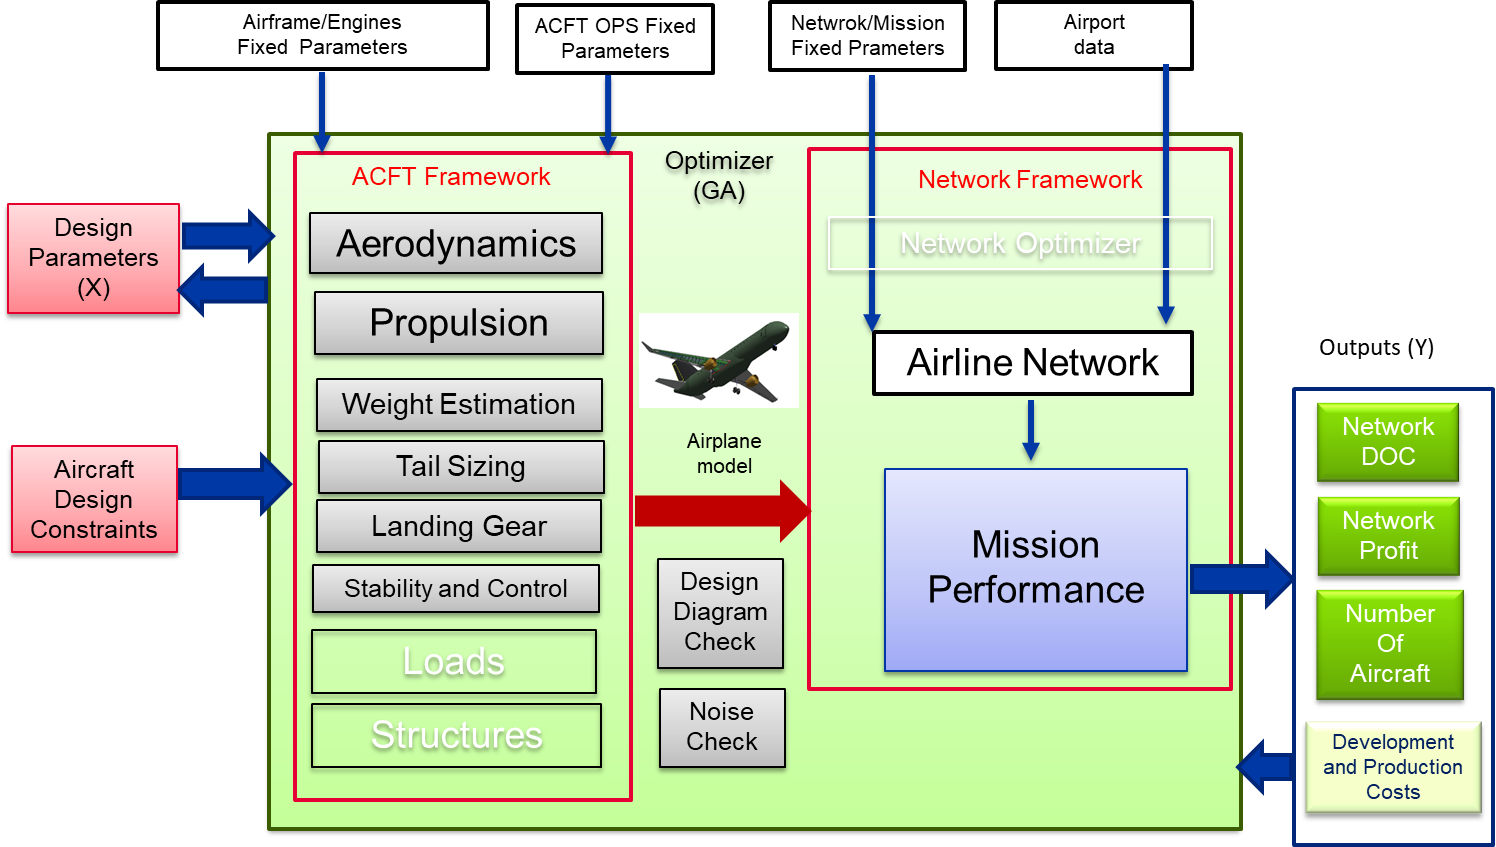 Airframe/Engines
Fixed Parameters
ACFT OPS Fixed
Parameters
Netwrok/Mission
Fixed Prameters
Airport
data
ACFT Framework
Optimizer
(GA)
Network Framework
Design
Parameters
(X)
Aerodynamics
Network Optimizer
Propulsion
Airline Network
Outputs (Y)
Weight Estimation
Airplane
model
Network
DOC
Aircraft
Design
Constraints
Tail Sizing
Landing Gear
Stability and Control
Loads
Structures
Design
Diagram
Check
Noise
Check
Mission
Performance
Network
Profit
Number
Of
Aircraft
Development
and Production
Costs